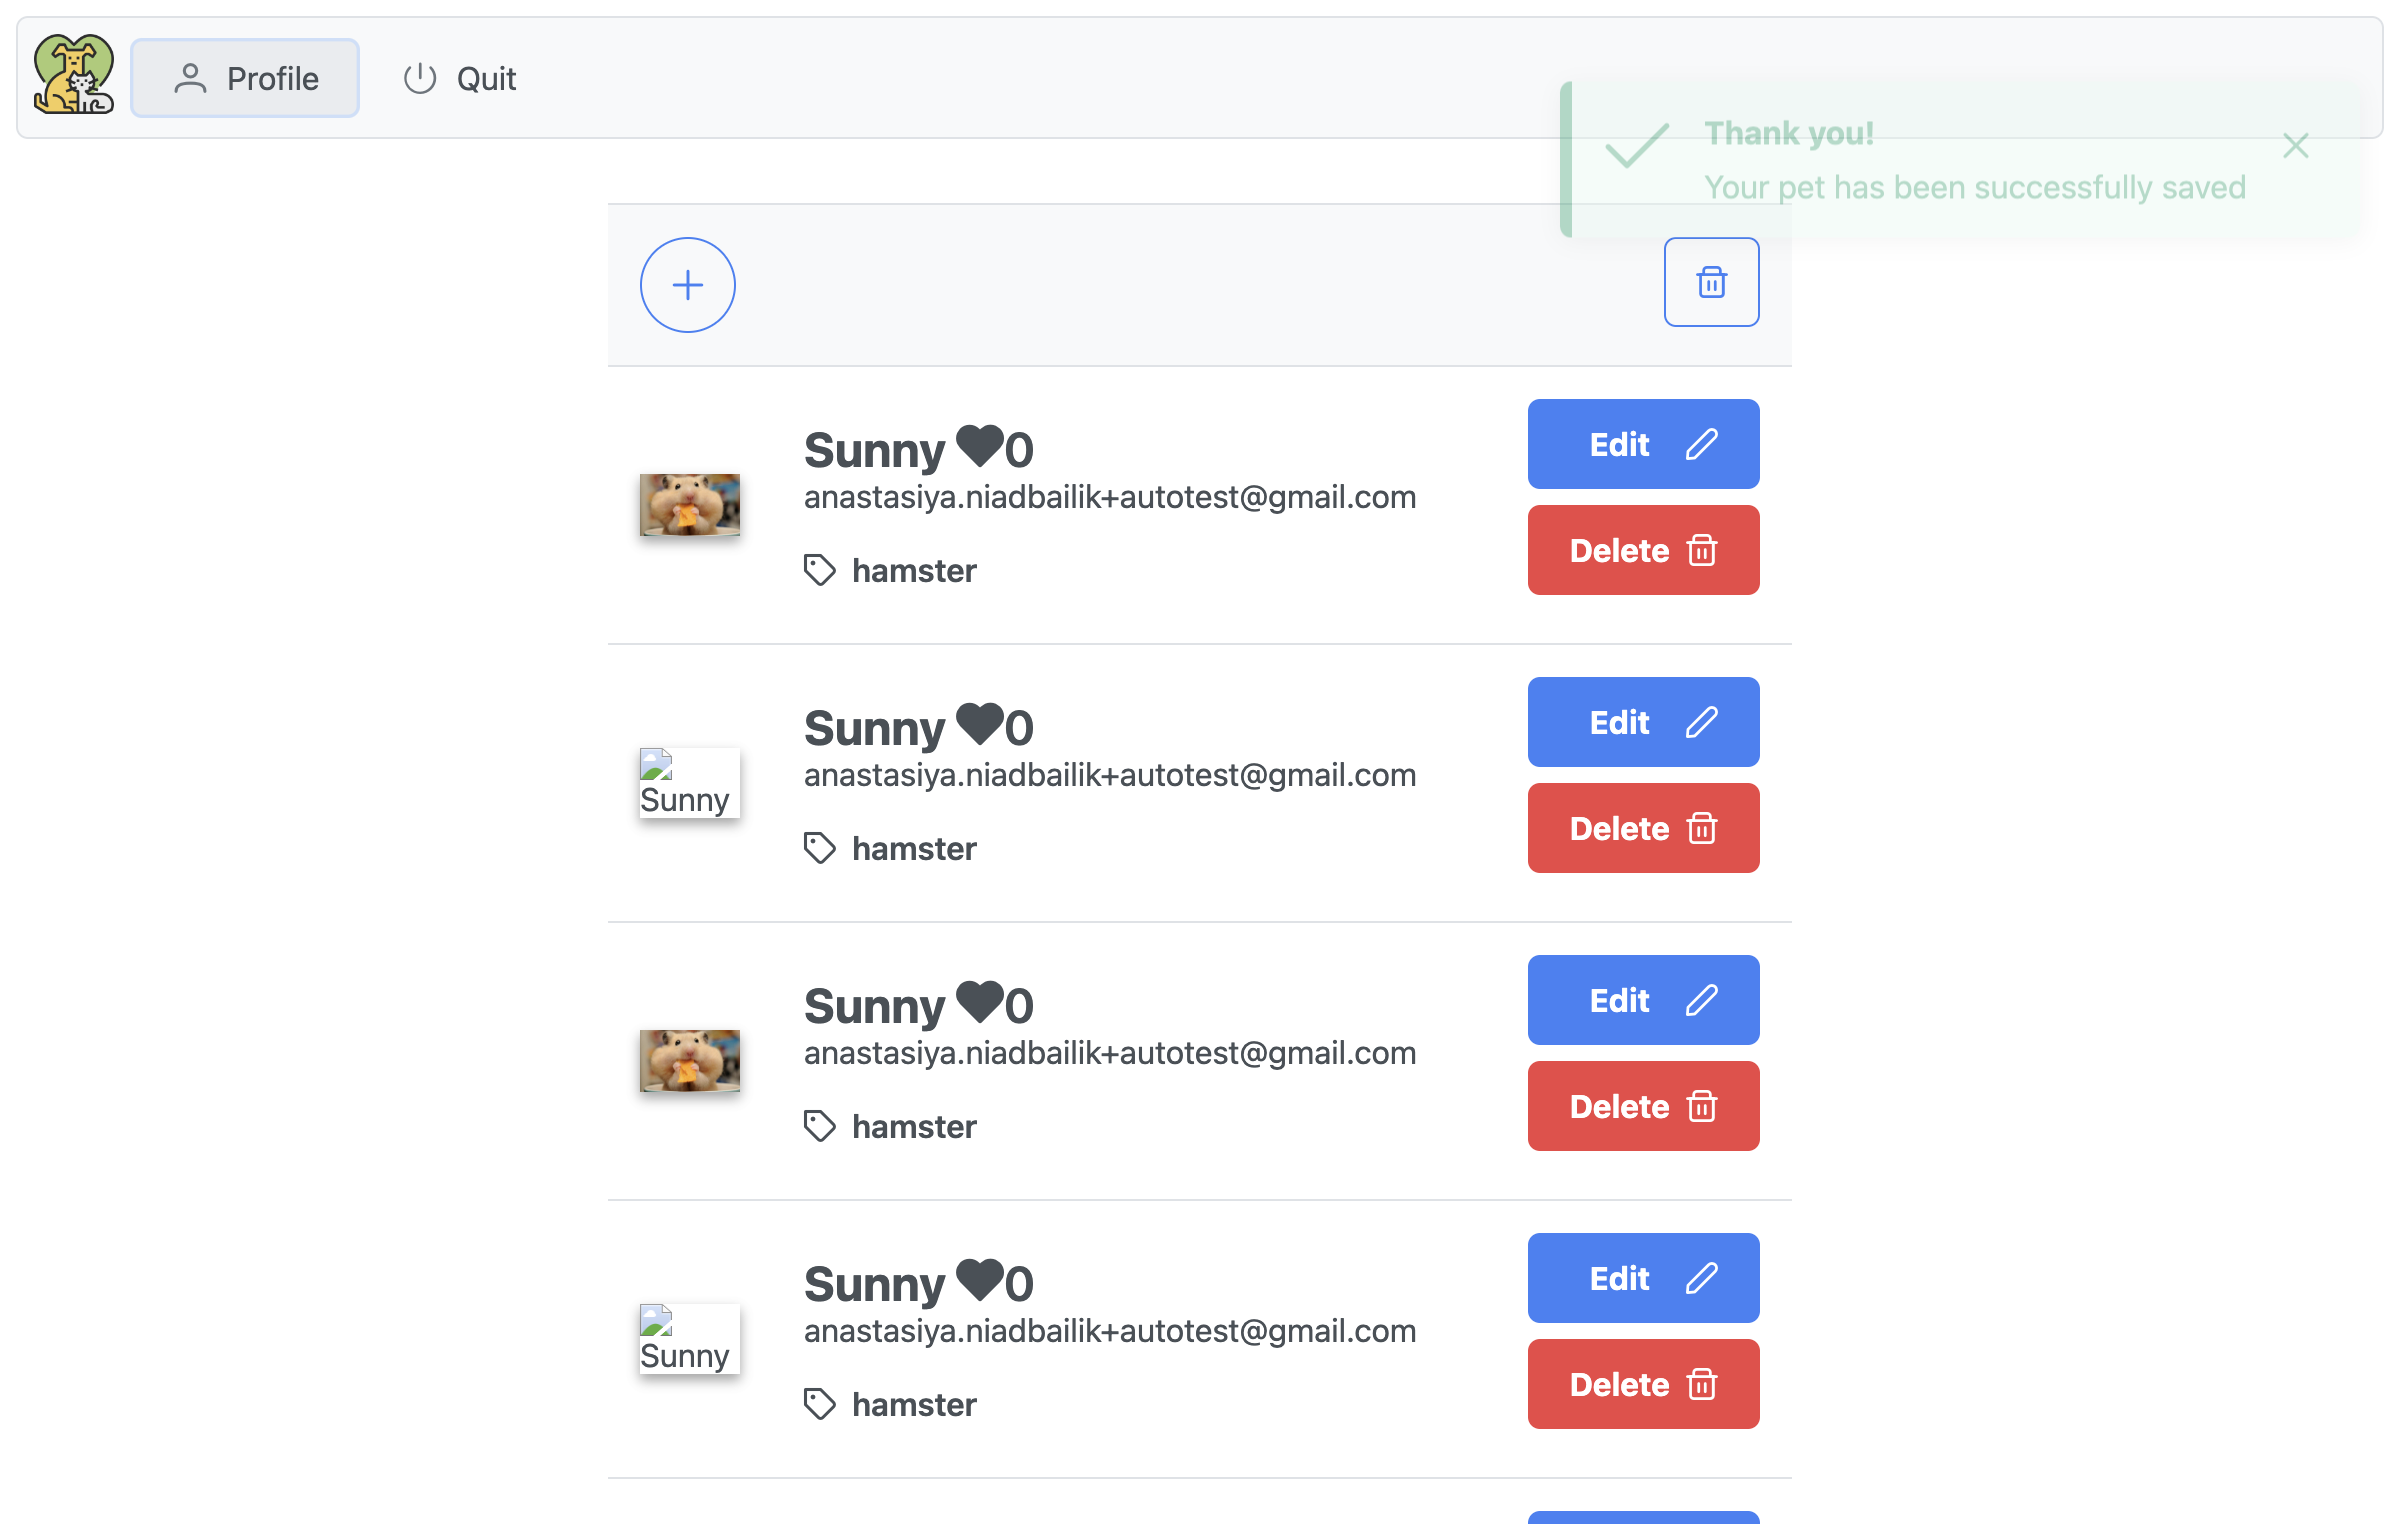 Profile
Quit
Thank you!
Your pet has been successfully saved
Sunny 0
anastasiya.niadbailik+autotest@gmail.com
hamster
Edit
Delete
Sunny
Sunny 0
anastasiya.niadbailik+autotest@gmail.com
hamster
Edit
Delete
Sunny 0
anastasiya.niadbailik+autotest@gmail.com
hamster
Edit
Delete
Sunny
Sunny 0
anastasiya.niadbailik+autotest@gmail.com
hamster
Edit
Delete